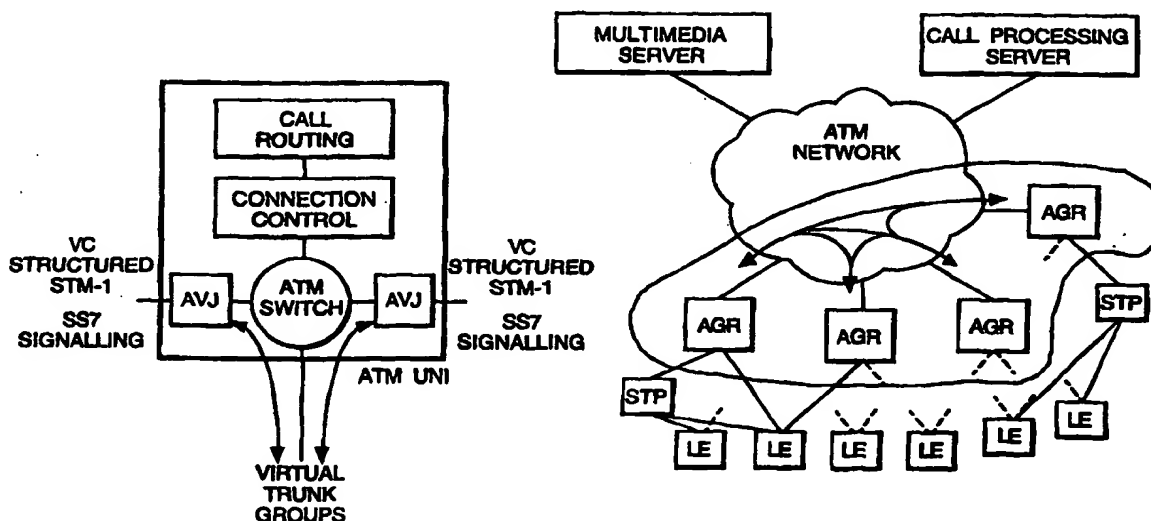 CALL
ROUTING
CONNECTION
CONTROL
VC
STRUCTURED
STM-1
SS7
SIGNALLING
AVJ
ATM
SWITCH
AVJ
VC
STRUCTURED
STM-1
SS7
SIGNALLING
ATM UNI
VIRTUAL
TRUNK
GROUPS
MULTIMEDIA
SERVER
CALL PROCESSING
SERVER
ATM
NETWORK
AGR
AGR
AGR
AGR
STP
STP
LE
LE
LE
LE
LE
LE